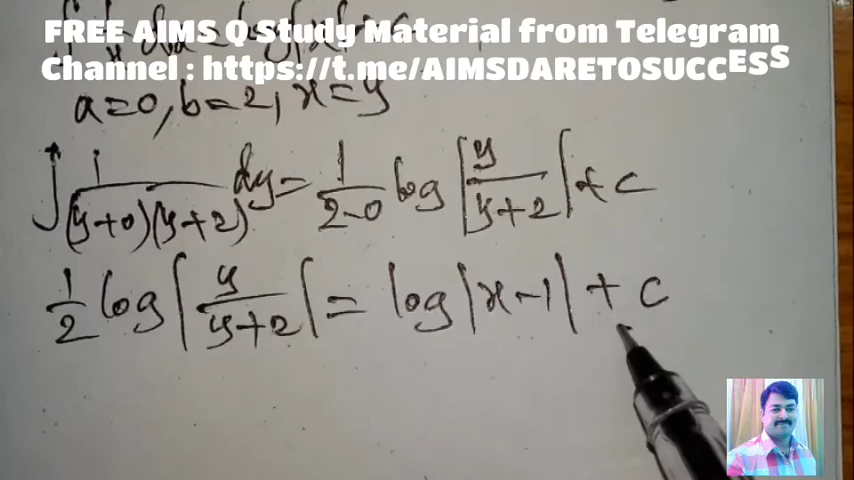 FREE AIMS Q Study Material from Telegram
Channel : https://t.me/AIMSDARETOSUCCESS
a=0, b=2, x=y
∫ 1/((y+0)(y+2)) dy = 1/(2-0) log |y/(y+2)| + c
1/2 log |y/(y+2)| = log |x-1| + c